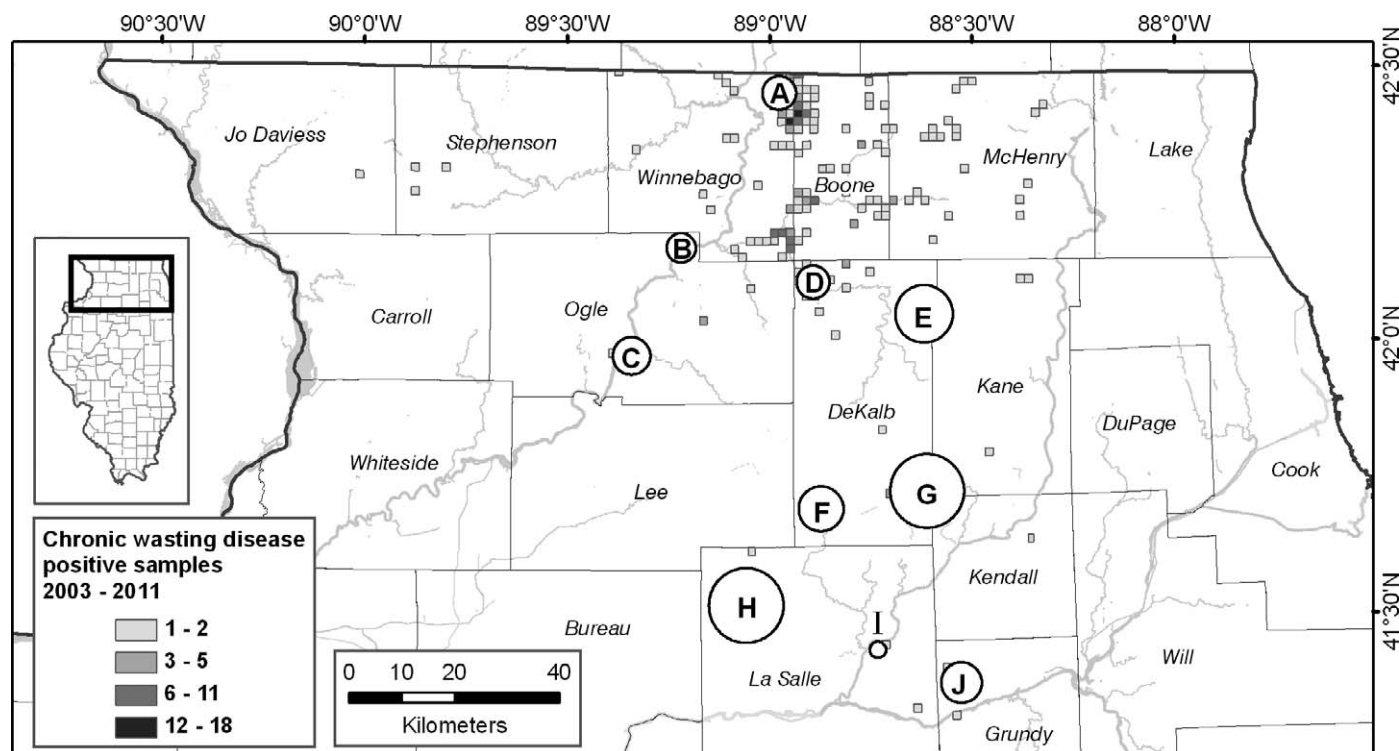 90°30'W 90°0'W 89°30'W 89°0'W 88°30'W 88°0'W
42°30'N
42°0'N
41°30'N
A
Jo Daviess
Stephenson
Winnebago
Boone
McHenry
Lake
B
D
E
Carroll
Ogle
C
Kane
DeKalb
DuPage
Whiteside
Lee
G
F
Cook
Kendall
H
I
Bureau
La Salle
J
Will
Grundy
Chronic wasting disease
positive samples
2003 - 2011
1 - 2
3 - 5
6 - 11
12 - 18
0 10 20 40
Kilometers